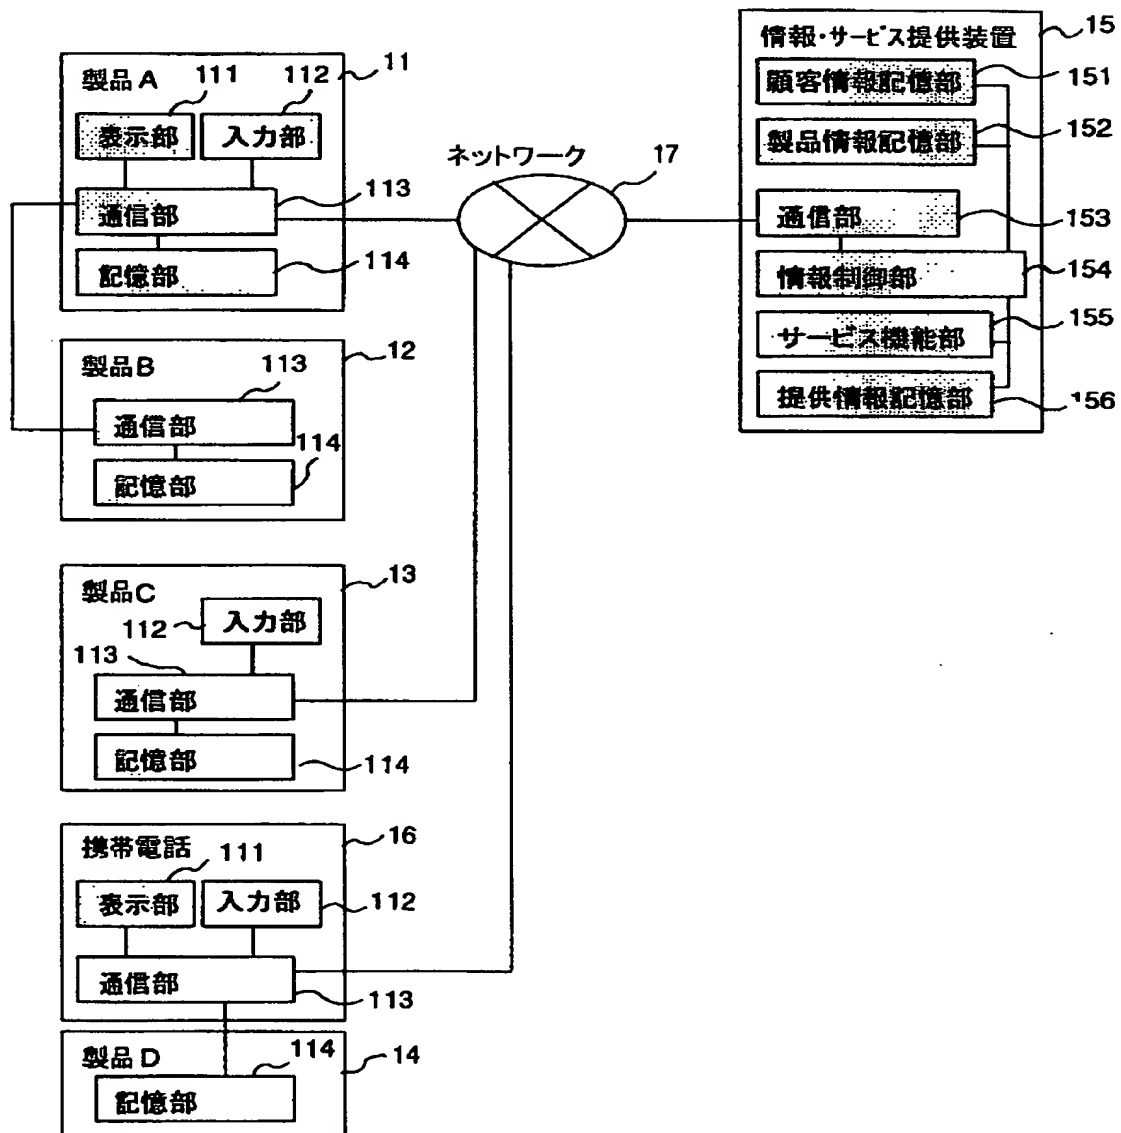 製品A
11
111
112
表示部
入力部
通信部
113
記憶部
114
製品B
12
113
通信部
114
記憶部
製品C
13
112
入力部
113
通信部
記憶部
114
携帯電話
16
111
表示部
入力部
112
通信部
113
製品D
14
114
記憶部
ネットワーク
17
情報・サービス提供装置
15
顧客情報記憶部
151
製品情報記憶部
152
通信部
153
情報制御部
154
サービス機能部
155
提供情報記憶部
156